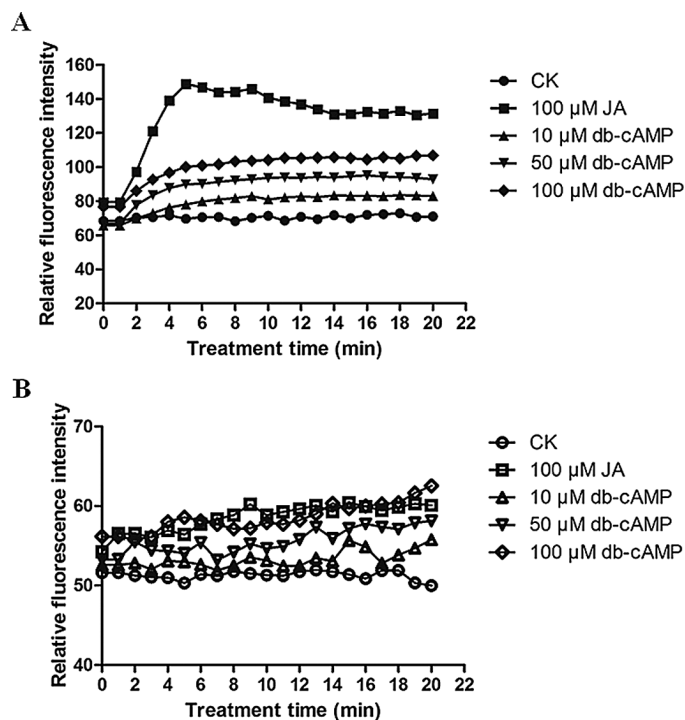 A
Relative fluorescence intensity
160
140
120
100
80
60
40
20
0 2 4 6 8 10 12 14 16 18 20 22
Treatment time (min)
CK
100 μM JA
10 μM db-cAMP
50 μM db-cAMP
100 μM db-cAMP
B
Relative fluorescence intensity
70
60
50
40
0 2 4 6 8 10 12 14 16 18 20 22
Treatment time (min)
CK
100 μM JA
10 μM db-cAMP
50 μM db-cAMP
100 μM db-cAMP